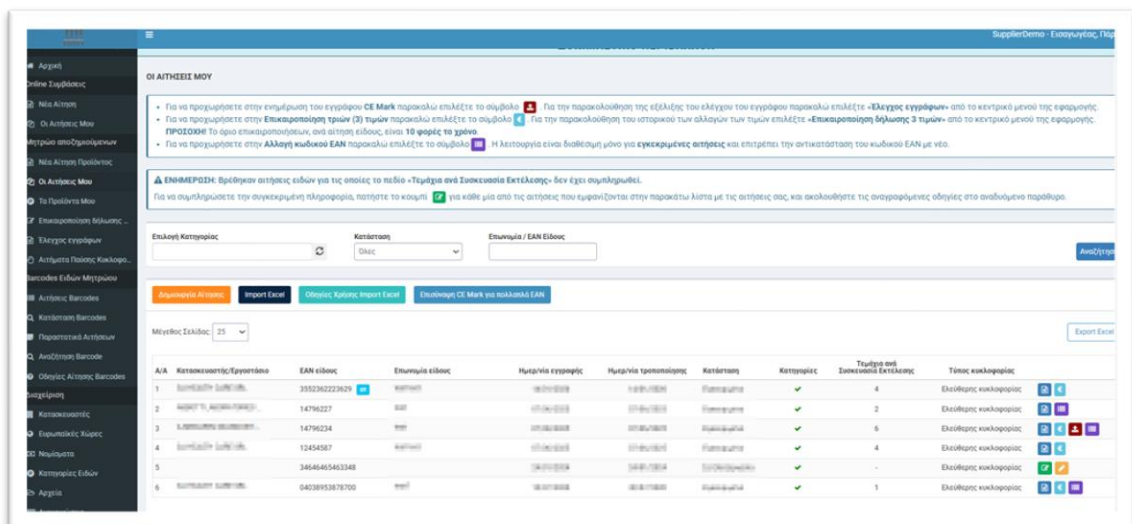 SupplierDemo - Εισαγωγέας, Πάρ
Αρχική
Online Συμβάσεις
Νέα Αίτηση
Οι Αιτήσεις Μου
Μητρώο αποζημιούμενων
Νέα Αίτηση Προϊόντος
Οι Αιτήσεις Μου
Τα Προϊόντα Μου
Επικαιροποίηση δήλωσης ...
Έλεγχος εγγράφων
Αιτήματα Παύσης Κυκλοφο..
Barcodes Ειδών Μητρώου
Αιτήσεις Barcodes
Κατάσταση Barcodes
Παραστατικά Αιτήσεων
Αναζήτηση Barcode
Οδηγίες Αίτησης Barcodes
Διαχείριση
Κατασκευαστές
Ευρωπαϊκές Χώρες
Νομίσματα
Κατηγορίες Ειδών
Αρχεία
ΟΙ ΑΙΤΗΣΕΙΣ ΜΟΥ
• Για να προχωρήσετε στην ενημέρωση του εγγράφου CE Mark παρακαλώ επιλέξτε το σύμβολο . Για την παρακολούθηση της εξέλιξης του ελέγχου του εγγράφου παρακαλώ επιλέξτε «Έλεγχος εγγράφων» από το κεντρικό μενού της εφαρμογής.
• Για να προχωρήσετε στην Επικαιροποίηση τριών (3) τιμών παρακαλώ επιλέξτε το σύμβολο € . Για την παρακολούθηση του ιστορικού των αλλαγών των τιμών επιλέξτε «Επικαιροποίηση δήλωσης 3 τιμών» από το κεντρικό μενού της εφαρμογής.
ΠΡΟΣΟΧΗ! Το όριο επικαιροποιήσεων, ανά αίτηση είδους, είναι 10 φορές το χρόνο.
• Για να προχωρήσετε στην Αλλαγή κωδικού EAN παρακαλώ επιλέξτε το σύμβολο . Η λειτουργία είναι διαθέσιμη μόνο για εγκεκριμένες αιτήσεις και επιτρέπει την αντικατάσταση του κωδικού EAN με νέο.
ΕΝΗΜΕΡΩΣΗ: Βρέθηκαν αιτήσεις ειδών για τις οποίες το πεδίο «Τεμάχια ανά Συσκευασία Εκτέλεσης» δεν έχει συμπληρωθεί.
Για να συμπληρώσετε την συγκεκριμένη πληροφορία, πατήστε το κουμπί για κάθε μία από τις αιτήσεις που εμφανίζονται στην παρακάτω λίστα με τις αιτήσεις σας, και ακολουθήστε τις αναγραφόμενες οδηγίες στο αναδυόμενο παράθυρο.
Επιλογή Κατηγορίας Κατάσταση Επωνυμία / EAN Είδους
Όλες Αναζήτησ
Δημιουργία Αίτησης Import Excel Οδηγίες Χρήσης Import Excel Επισύναψη CE Mark για πολλαπλά EAN
Μέγεθος Σελίδας: 25 Export Excel
Α/Α Κατασκευαστής/Εργοστάσιο EAN είδους Επωνυμία είδους Ημερ/νία εγγραφής Ημερ/νία τροποποίησης Κατάσταση Κατηγορίες Τεμάχια ανά Συσκευασία Εκτέλεσης Τύπος κυκλοφορίας
1 3552362223629 4 Ελεύθερης κυκλοφορίας
2 14796227 2 Ελεύθερης κυκλοφορίας
3 14796234 6 Ελεύθερης κυκλοφορίας
4 12454587 4 Ελεύθερης κυκλοφορίας
5 34646465463348 - Ελεύθερης κυκλοφορίας
6 04038953878700 1 Ελεύθερης κυκλοφορίας